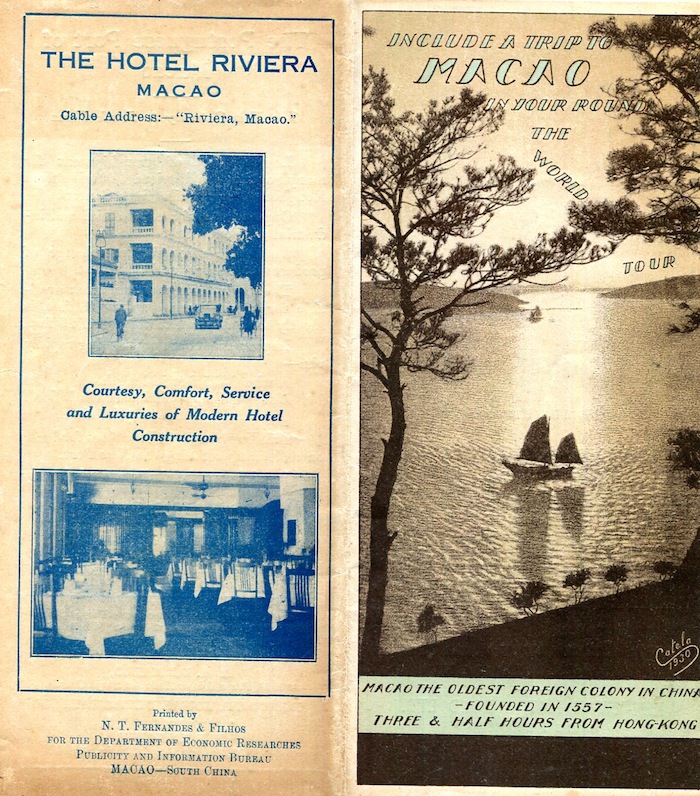 THE HOTEL RIVIERA
MACAO
Cable Address:—"Riviera, Macao."
Courtesy, Comfort, Service
and Luxuries of Modern Hotel
Construction
Printed by
N. T. FERNANDES & FILHOS
FOR THE DEPARTMENT OF ECONOMIC RESEARCHES
PUBLICITY AND INFORMATION BUREAU
MACAO—SOUTH CHINA
INCLUDE A TRIP TO
MACAO
IN YOUR ROUND
THE
WORLD
TOUR
Catela
1930
MACAO THE OLDEST FOREIGN COLONY IN CHINA
-FOUNDED IN 1557-
THREE & HALF HOURS FROM HONG-KONG